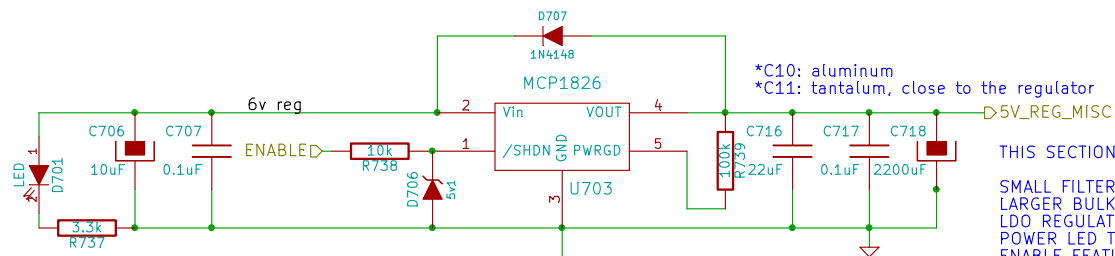 D707
1N4148
MCP1826
*C10: aluminum
*C11: tantalum, close to the regulator
6v reg
2
Vin
VOUT
4
5V_REG_MISC
1
LED
D701
2
C706
10uF
C707
0.1uF
ENABLE
10k
R738
1
/SHDN
GND
PWRGD
5
100k
R739
C716
22uF
C717
0.1uF
C718
2200uF
THIS SECTION
D706
5v1
3
U703
3.3k
R737
SMALL FILTER
LARGER BULK
LDO REGULAT
POWER LED T
ENABLE FEAT